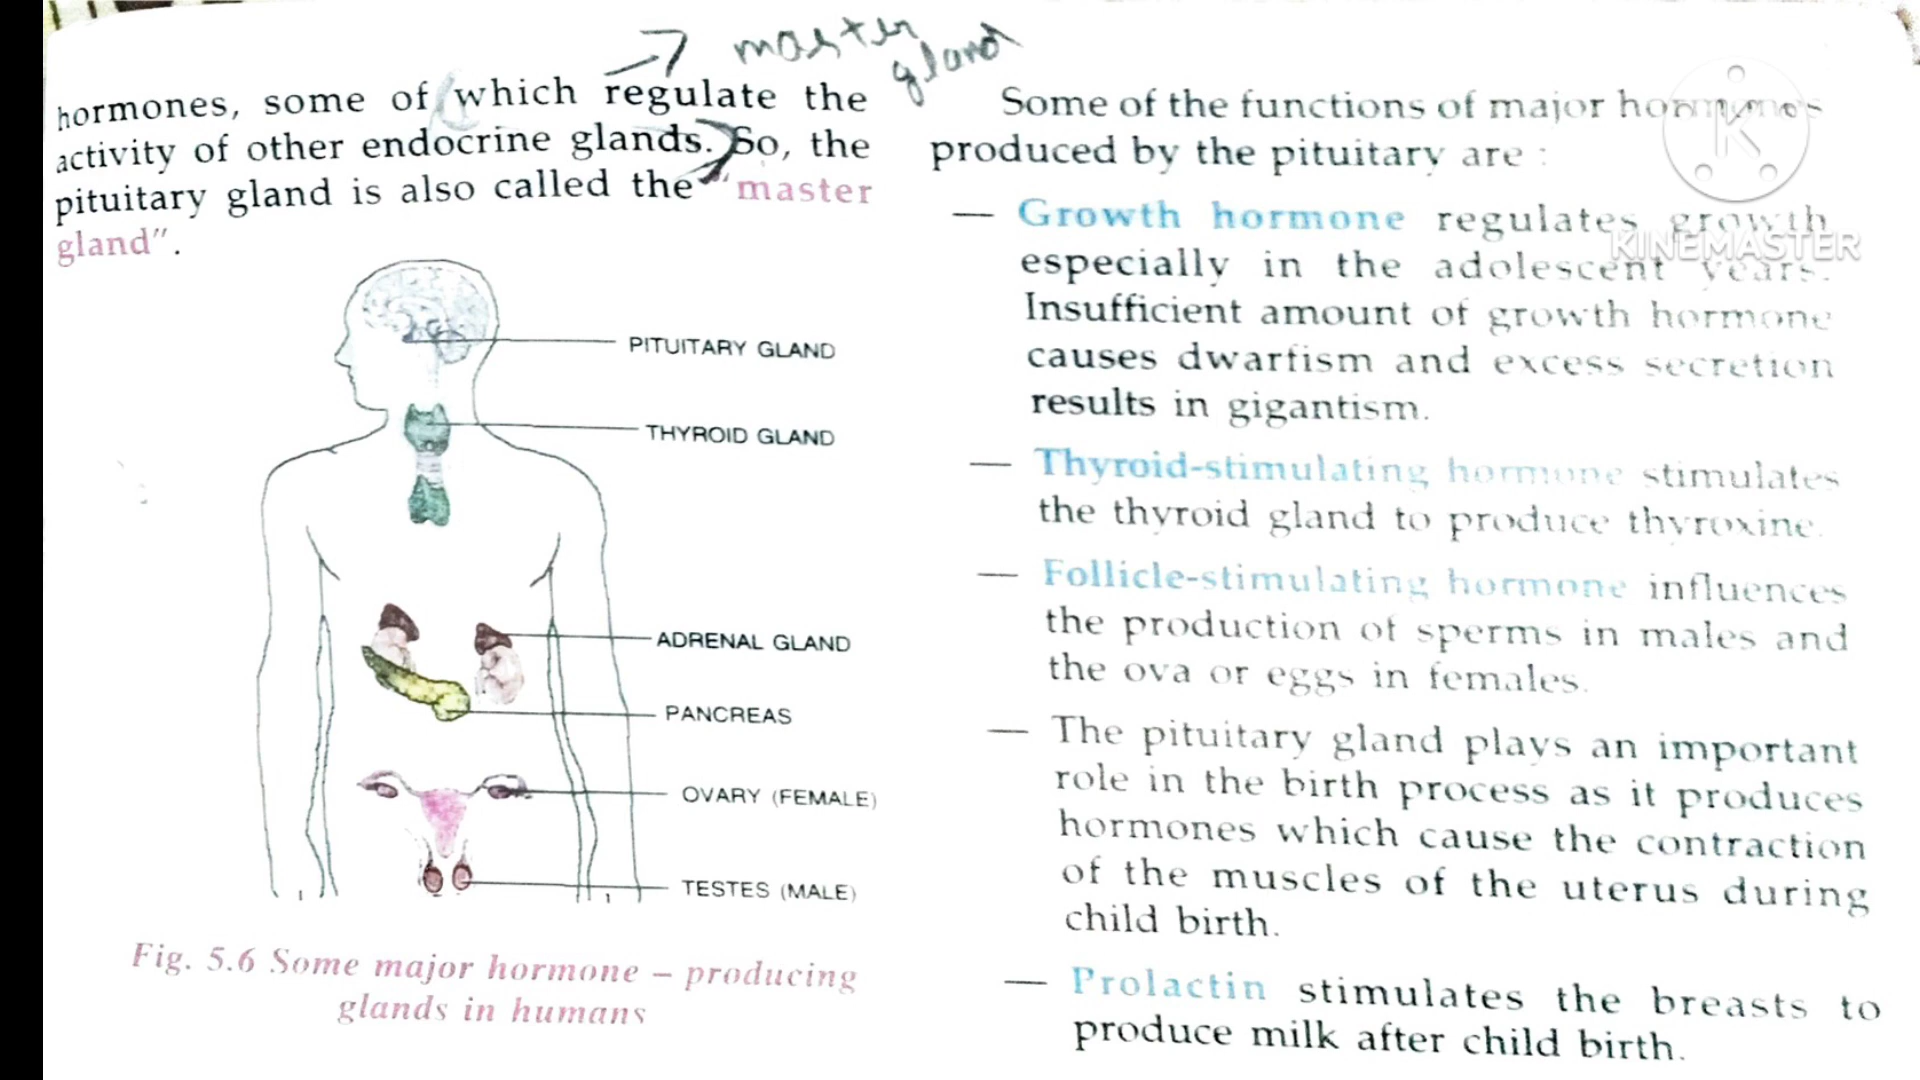 master
gland
hormones, some of which regulate the
activity of other endocrine glands. So, the
pituitary gland is also called the "master
gland".
PITUITARY GLAND
THYROID GLAND
ADRENAL GLAND
PANCREAS
OVARY (FEMALE)
TESTES (MALE)
Fig. 5.6 Some major hormone – producing
glands in humans
Some of the functions of major hormones
produced by the pituitary are :
— Growth hormone regulates growth
especially in the adolescent years.
Insufficient amount of growth hormone
causes dwarfism and excess secretion
results in gigantism.
— Thyroid-stimulating hormone stimulates
the thyroid gland to produce thyroxine.
— Follicle-stimulating hormone influences
the production of sperms in males and
the ova or eggs in females.
— The pituitary gland plays an important
role in the birth process as it produces
hormones which cause the contraction
of the muscles of the uterus during
child birth.
— Prolactin stimulates the breasts to
produce milk after child birth.
K
KINEMASTER